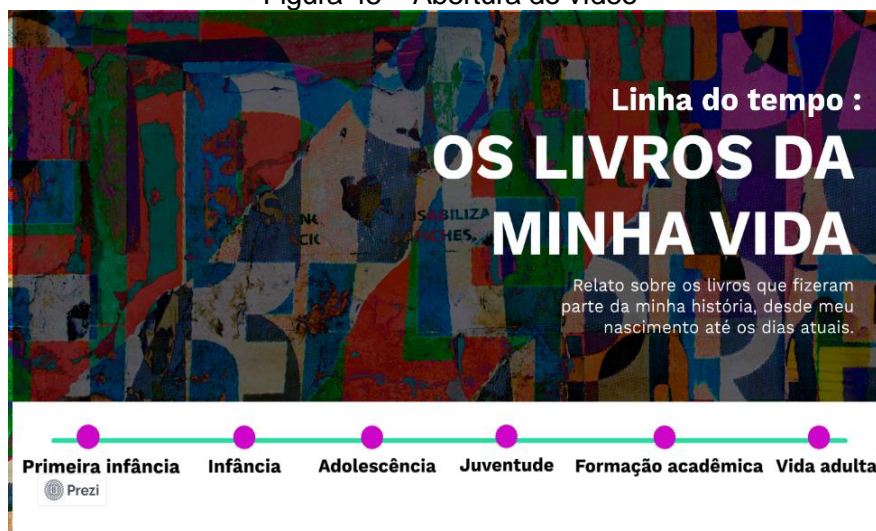 Linha do tempo :
OS LIVROS DA
MINHA VIDA
Relato sobre os livros que fizeram
parte da minha história, desde meu
nascimento até os dias atuais.
Primeira infância Infância Adolescência Juventude Formação acadêmica Vida adulta
Prezi